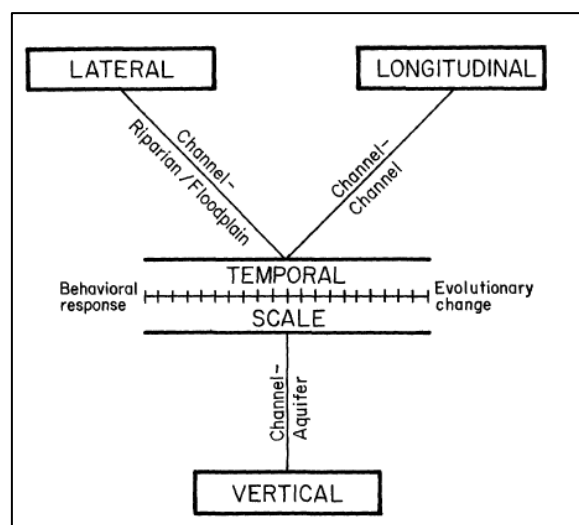 LATERAL
LONGITUDINAL
Channel-
Riparian/Floodplain
Channel-
Channel
TEMPORAL
Behavioral
response
Evolutionary
change
SCALE
Channel-
Aquifer
VERTICAL